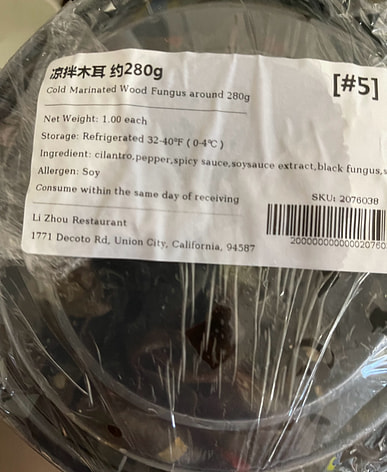 凉拌木耳 约280g
[#5]
Cold Marinated Wood Fungus around 280g
Net Weight: 1.00 each
Storage: Refrigerated 32-40°F ( 0-4℃ )
Ingredient: cilantro,pepper,spicy sauce,soysauce extract,black fungus,s
Allergen: Soy
Consume within the same day of receiving
SKU: 2076038
Li Zhou Restaurant
1771 Decoto Rd, Union City, California, 94587